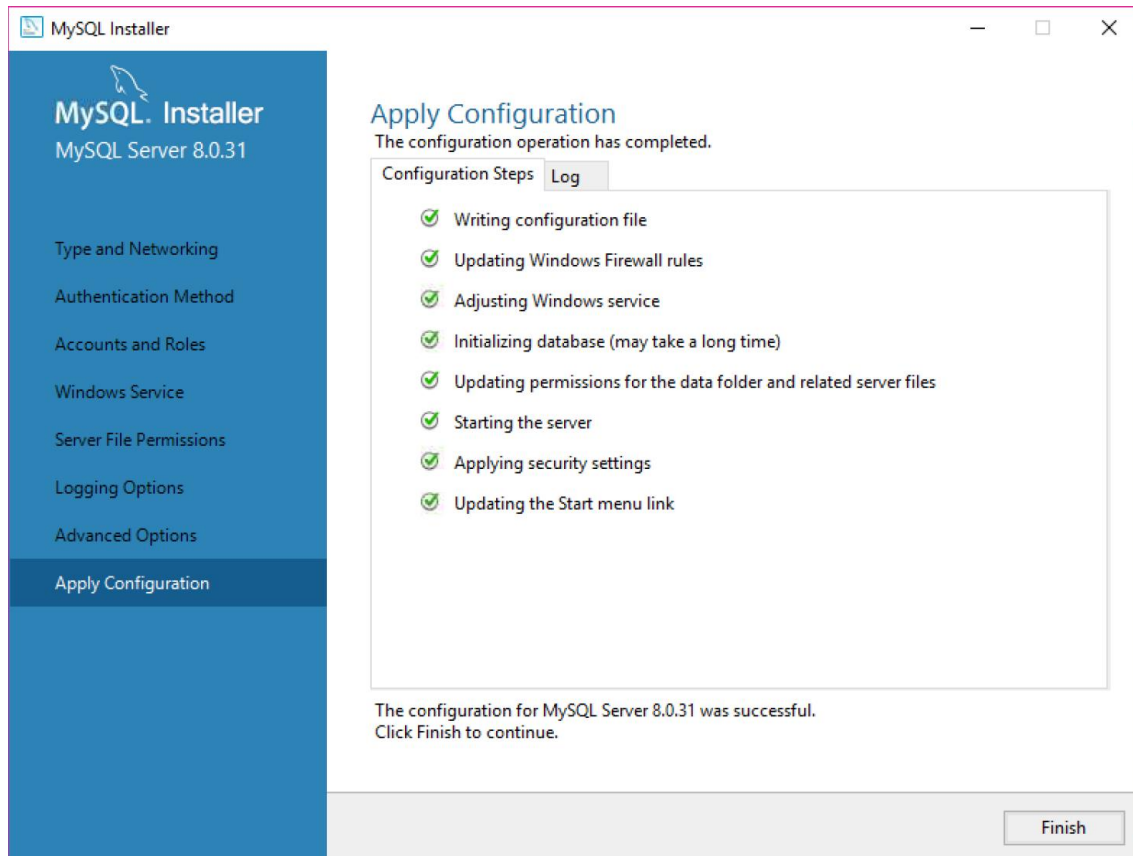 MySQL Installer
MySQL. Installer
MySQL Server 8.0.31
Type and Networking
Authentication Method
Accounts and Roles
Windows Service
Server File Permissions
Logging Options
Advanced Options
Apply Configuration
Apply Configuration
The configuration operation has completed.
Configuration Steps Log
Writing configuration file
Updating Windows Firewall rules
Adjusting Windows service
Initializing database (may take a long time)
Updating permissions for the data folder and related server files
Starting the server
Applying security settings
Updating the Start menu link
The configuration for MySQL Server 8.0.31 was successful.
Click Finish to continue.
Finish